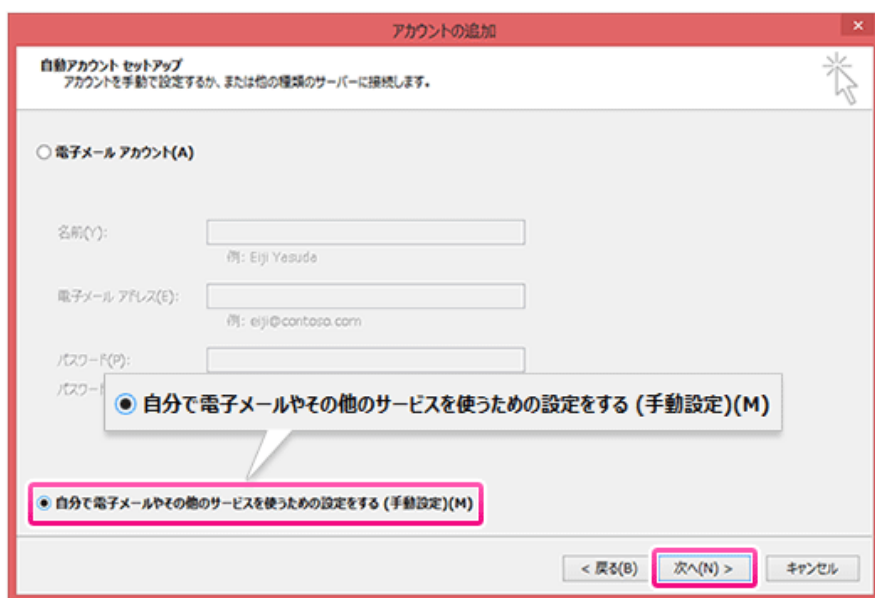 アカウントの追加
自動アカウント セットアップ
アカウントを手動で設定するか、または他の種類のサーバーに接続します。
電子メール アカウント(A)
名前(Y):
例: Eiji Yasuda
電子メール アドレス(E):
例: eiji@contoso.com
パスワード(P):
パスワード
自分で電子メールやその他のサービスを使うための設定をする (手動設定)(M)
自分で電子メールやその他のサービスを使うための設定をする (手動設定)(M)
< 戻る(B)
次へ(N) >
キャンセル